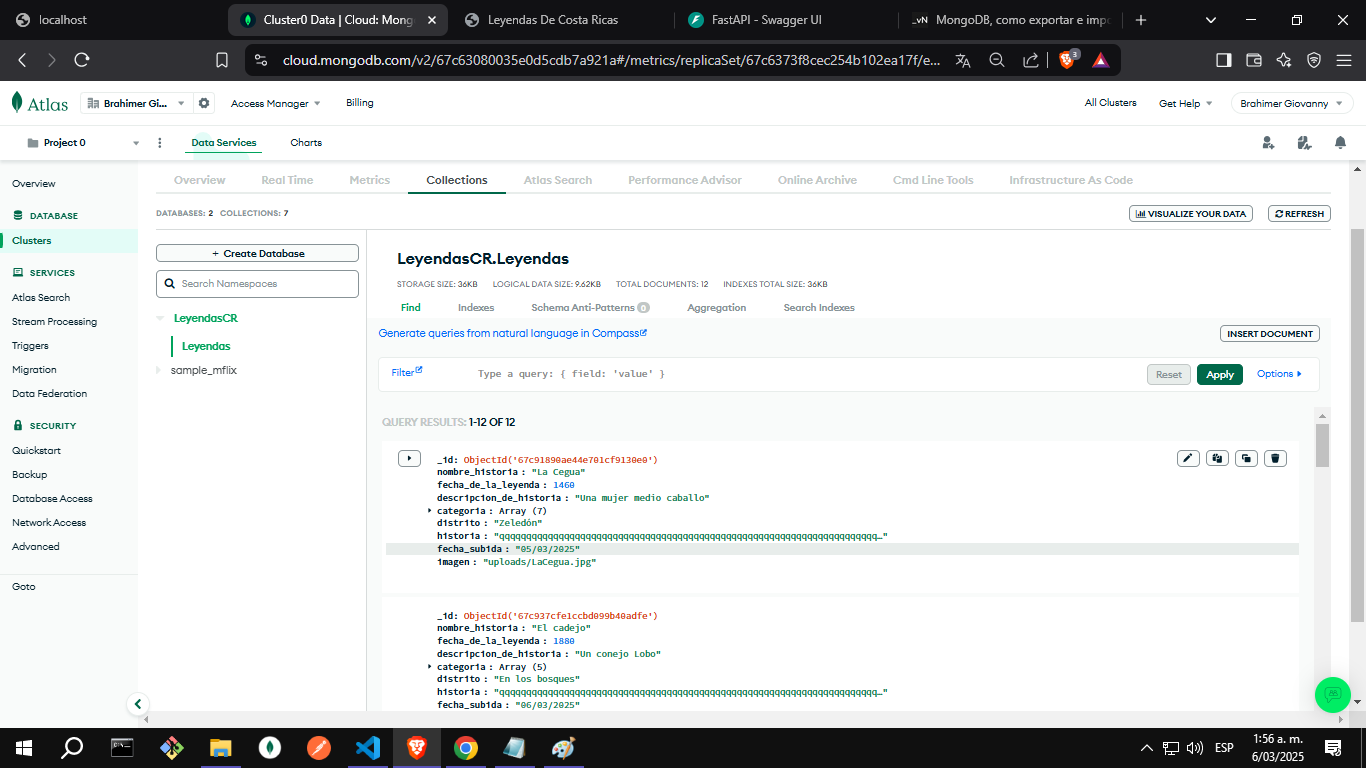 localhost
Cluster0 Data | Cloud: Mong
Leyendas De Costa Ricas
FastAPI - Swagger UI
MongoDB, como exportar e impo
cloud.mongodb.com/v2/67c63080035e0d5cdb7a921a#/metrics/replicaSet/67c6373f8cec254b102ea17f/e...
3
Atlas
Brahimer Gio...
Access Manager
Billing
All Clusters
Get Help
Brahimer Giovanny
Project 0
Data Services
Charts
Overview
DATABASE
Clusters
SERVICES
Atlas Search
Stream Processing
Triggers
Migration
Data Federation
SECURITY
Quickstart
Backup
Database Access
Network Access
Advanced
Goto
Overview
Real Time
Metrics
Collections
Atlas Search
Performance Advisor
Online Archive
Cmd Line Tools
Infrastructure As Code
DATABASES: 2 COLLECTIONS: 7
VISUALIZE YOUR DATA
REFRESH
+ Create Database
Search Namespaces
LeyendasCR
Leyendas
sample_mflix
LeyendasCR.Leyendas
STORAGE SIZE: 36KB LOGICAL DATA SIZE: 9.62KB TOTAL DOCUMENTS: 12 INDEXES TOTAL SIZE: 36KB
Find
Indexes
Schema Anti-Patterns 0
Aggregation
Search Indexes
Generate queries from natural language in Compass
INSERT DOCUMENT
Filter
Type a query: { field: 'value' }
Reset
Apply
Options
QUERY RESULTS: 1-12 OF 12
_id: ObjectId('67c91890ae44e701cf9130e0')
nombre_historia : "La Cegua"
fecha_de_la_leyenda : 1460
descripcion_de_historia : "Una mujer medio caballo"
categoria : Array (7)
distrito : "Zeledón"
historia : "qqqqqqqqqqqqqqqqqqqqqqqqqqqqqqqqqqqqqqqqqqqqqqqqqqqqqqqqqqqqqqqqqqqqqq…"
fecha_subida : "05/03/2025"
imagen : "uploads/LaCegua.jpg"
_id: ObjectId('67c937cfe1ccbd099b40adfe')
nombre_historia : "El cadejo"
fecha_de_la_leyenda : 1880
descripcion_de_historia : "Un conejo Lobo"
categoria : Array (5)
distrito : "En los bosques"
historia : "qqqqqqqqqqqqqqqqqqqqqqqqqqqqqqqqqqqqqqqqqqqqqqqqqqqqqqqqqqqqqqqqqqqqqq…"
fecha_subida : "06/03/2025"
ESP
1:56 a. m.
6/03/2025